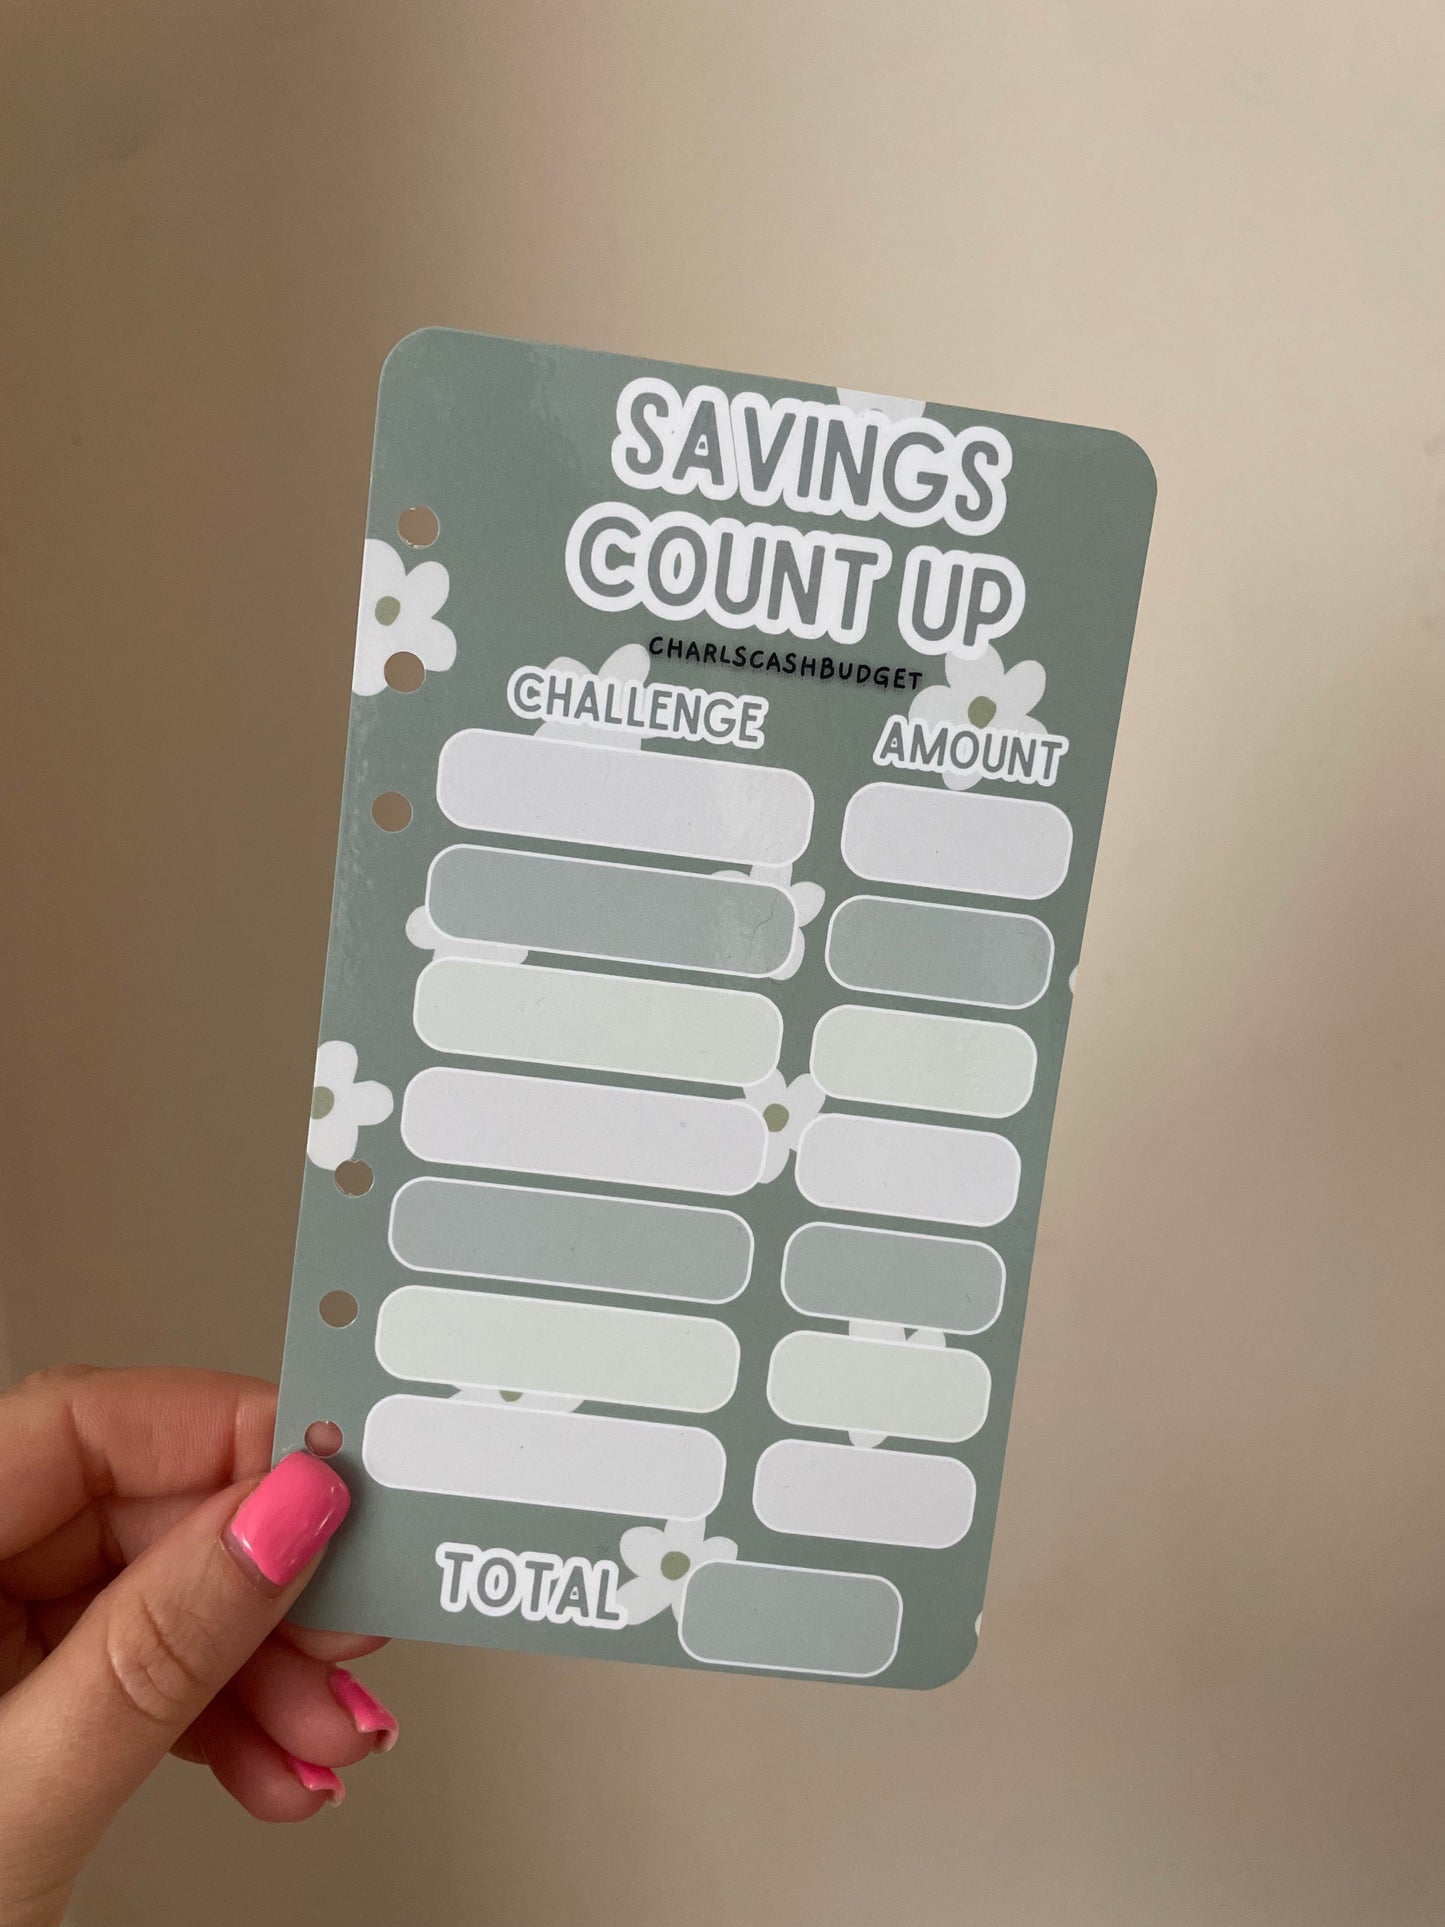 SAVINGS
COUNT UP
CHARLSCASHBUDGET
CHALLENGE AMOUNT
TOTAL